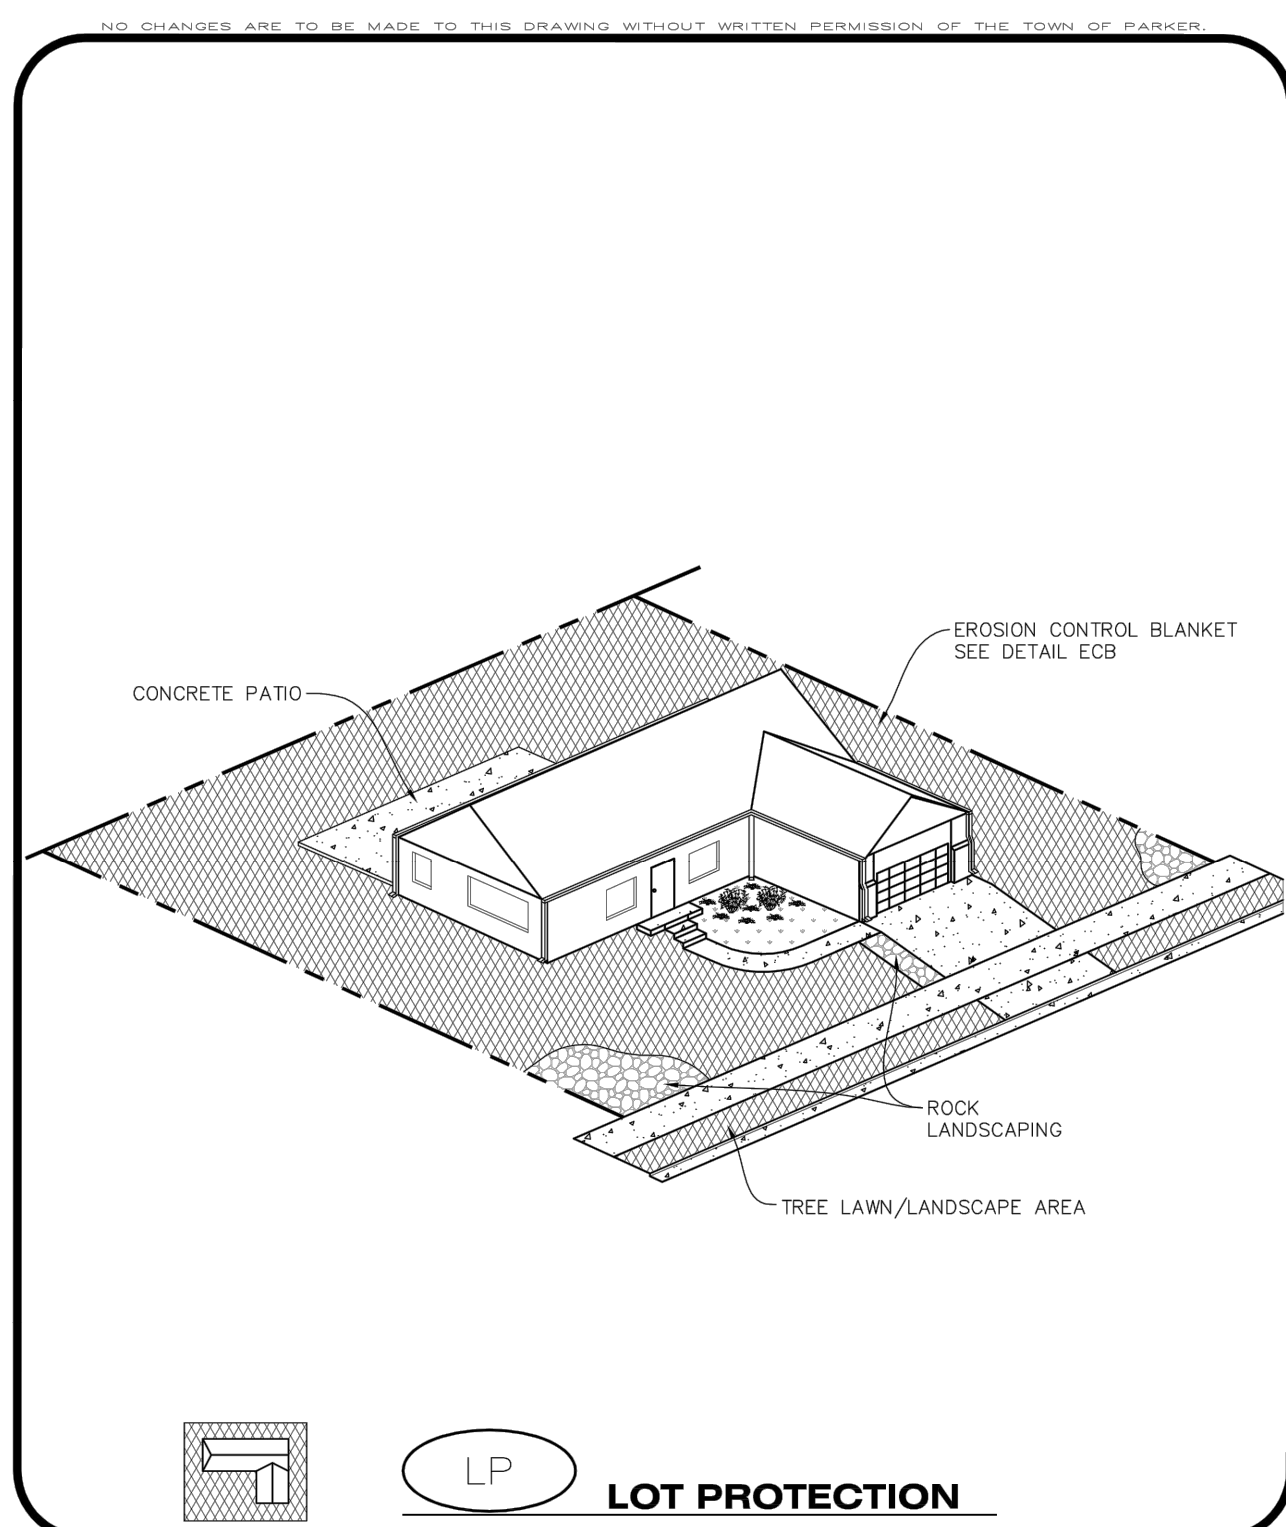 NO CHANGES ARE TO BE MADE TO THIS DRAWING WITHOUT WRITTEN PERMISSION OF THE TOWN OF PARKER.
EROSION CONTROL BLANKET
SEE DETAIL ECB
CONCRETE PATIO
ROCK
LANDSCAPING
TREE LAWN/LANDSCAPE AREA
LP
LOT PROTECTION